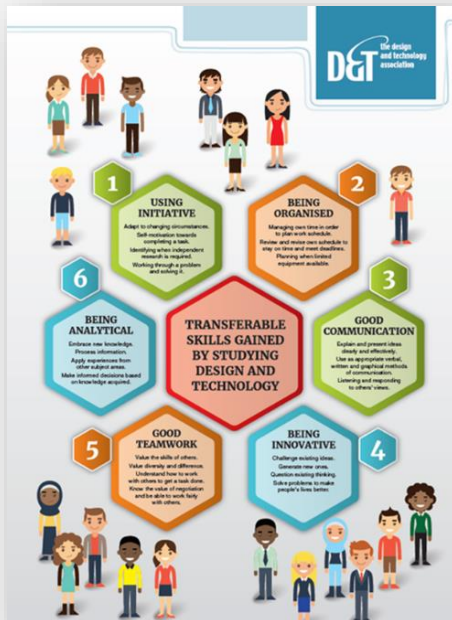 D&T
the design
and technology
association
1
USING
INITIATIVE
Adapt to changing circumstances.
Self-motivation towards
completing a task.
Identifying when independent
research is required.
Working through a problem
and solving it.
2
BEING
ORGANISED
Managing own time in order
to plan work schedule.
Review and revise own schedule to
stay on time and meet deadlines.
Planning when limited
equipment available.
3
GOOD
COMMUNICATION
Explain and present ideas
clearly and effectively.
Use as appropriate verbal,
written and graphical methods
of communication.
Listening and responding
to others' views.
TRANSFERABLE
SKILLS GAINED
BY STUDYING
DESIGN AND
TECHNOLOGY
4
BEING
INNOVATIVE
Challenge existing ideas.
Generate new ones.
Question existing thinking.
Solve problems to make
people's lives better.
5
GOOD
TEAMWORK
Value the skills of others.
Value diversity and difference.
Understand how to work
with others to get a task done.
Know the value of negotiation
and be able to work fairly
with others.
6
BEING
ANALYTICAL
Embrace new knowledge.
Process information.
Apply experiences from
other subject areas.
Make informed decisions based
on knowledge acquired.